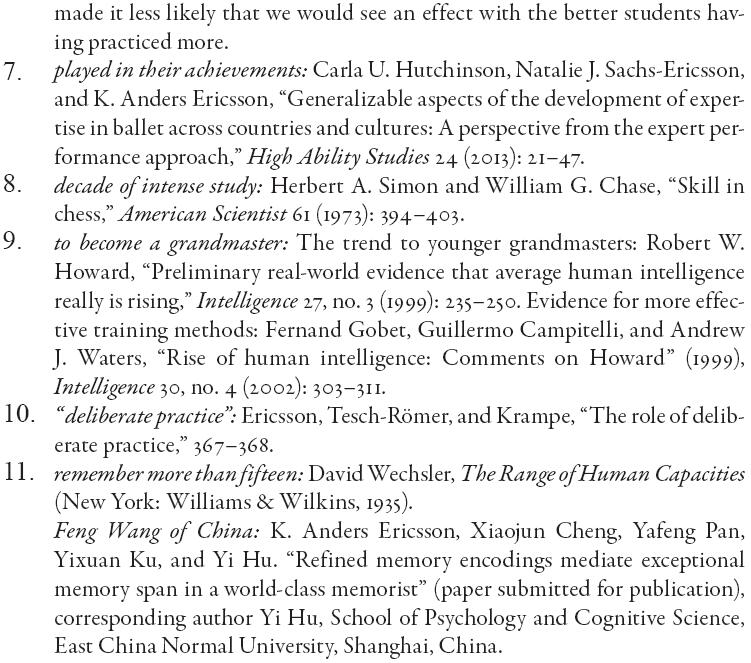 made it less likely that we would see an effect with the better students hav-
ing practiced more.
7. played in their achievements: Carla U. Hutchinson, Natalie J. Sachs-Ericsson,
and K. Anders Ericsson, “Generalizable aspects of the development of exper-
tise in ballet across countries and cultures: A perspective from the expert per-
formance approach,” High Ability Studies 24 (2013): 21–47.
8. decade of intense study: Herbert A. Simon and William G. Chase, “Skill in
chess,” American Scientist 61 (1973): 394–403.
9. to become a grandmaster: The trend to younger grandmasters: Robert W.
Howard, “Preliminary real-world evidence that average human intelligence
really is rising,” Intelligence 27, no. 3 (1999): 235–250. Evidence for more effec-
tive training methods: Fernand Gobet, Guillermo Campitelli, and Andrew
J. Waters, “Rise of human intelligence: Comments on Howard” (1999),
Intelligence 30, no. 4 (2002): 303–311.
10. “deliberate practice”: Ericsson, Tesch-Römer, and Krampe, “The role of delib-
erate practice,” 367–368.
11. remember more than fifteen: David Wechsler, The Range of Human Capacities
(New York: Williams & Wilkins, 1935).
Feng Wang of China: K. Anders Ericsson, Xiaojun Cheng, Yafeng Pan,
Yixuan Ku, and Yi Hu. “Refined memory encodings mediate exceptional
memory span in a world-class memorist” (paper submitted for publication),
corresponding author Yi Hu, School of Psychology and Cognitive Science,
East China Normal University, Shanghai, China.